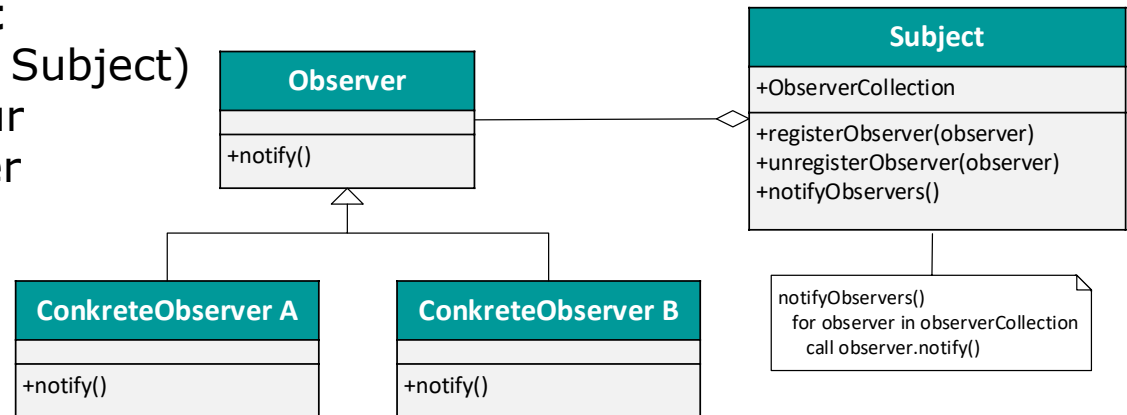 Subject)
Observer
+notify()
Subject
+ObserverCollection
+registerObserver(observer)
+unregisterObserver(observer)
+notifyObservers()
ConkreteObserver A
+notify()
ConkreteObserver B
+notify()
notifyObservers()
for observer in observerCollection
call observer.notify()